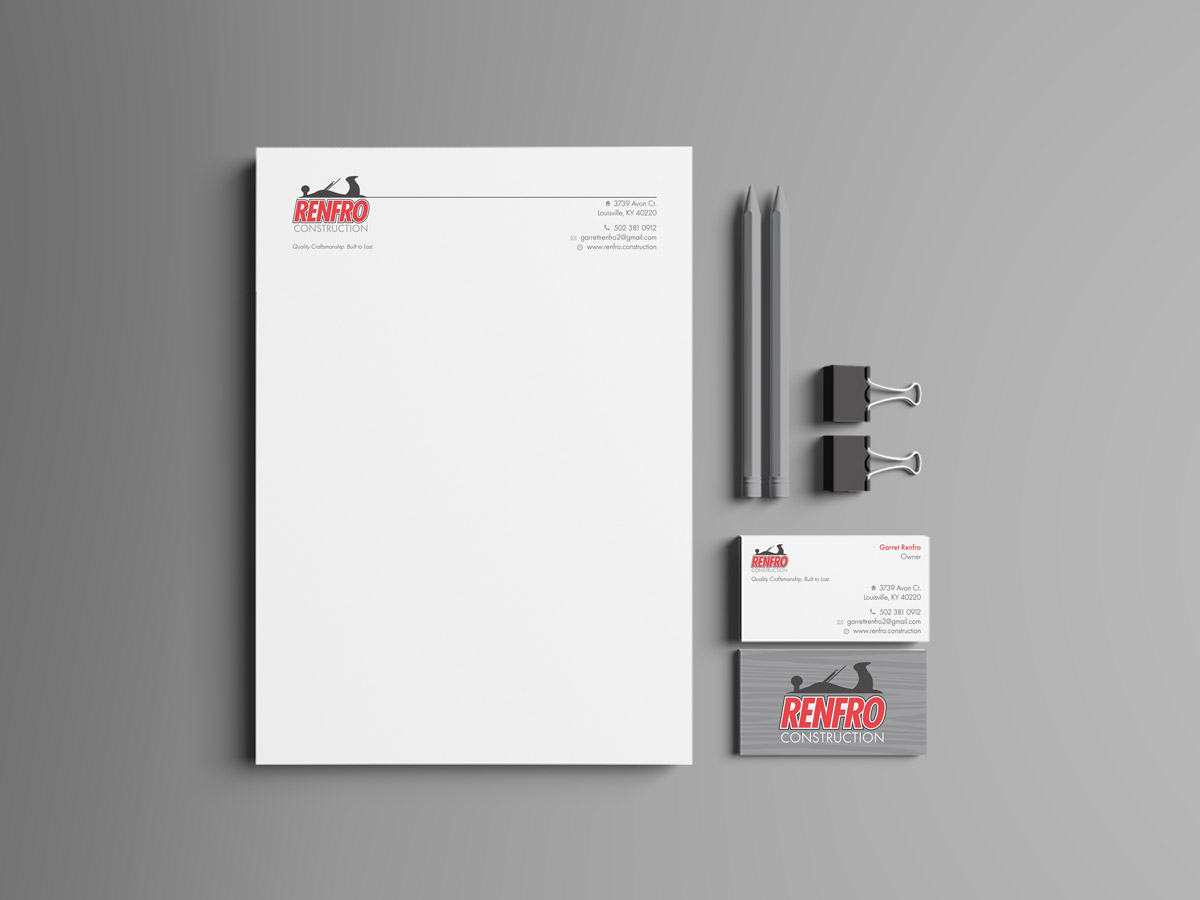 RENFRO
CONSTRUCTION
Quality Craftsmanship. Built to Last.
3739 Avon Ct.
Louisville, KY 40220
502 381 0912
garrettrenfro2@gmail.com
www.renfro.construction
RENFRO
CONSTRUCTION
Quality Craftsmanship. Built to Last.
Garret Renfro
Owner
3739 Avon Ct.
Louisville, KY 40220
502 381 0912
garrettrenfro2@gmail.com
www.renfro.construction
RENFRO
CONSTRUCTION